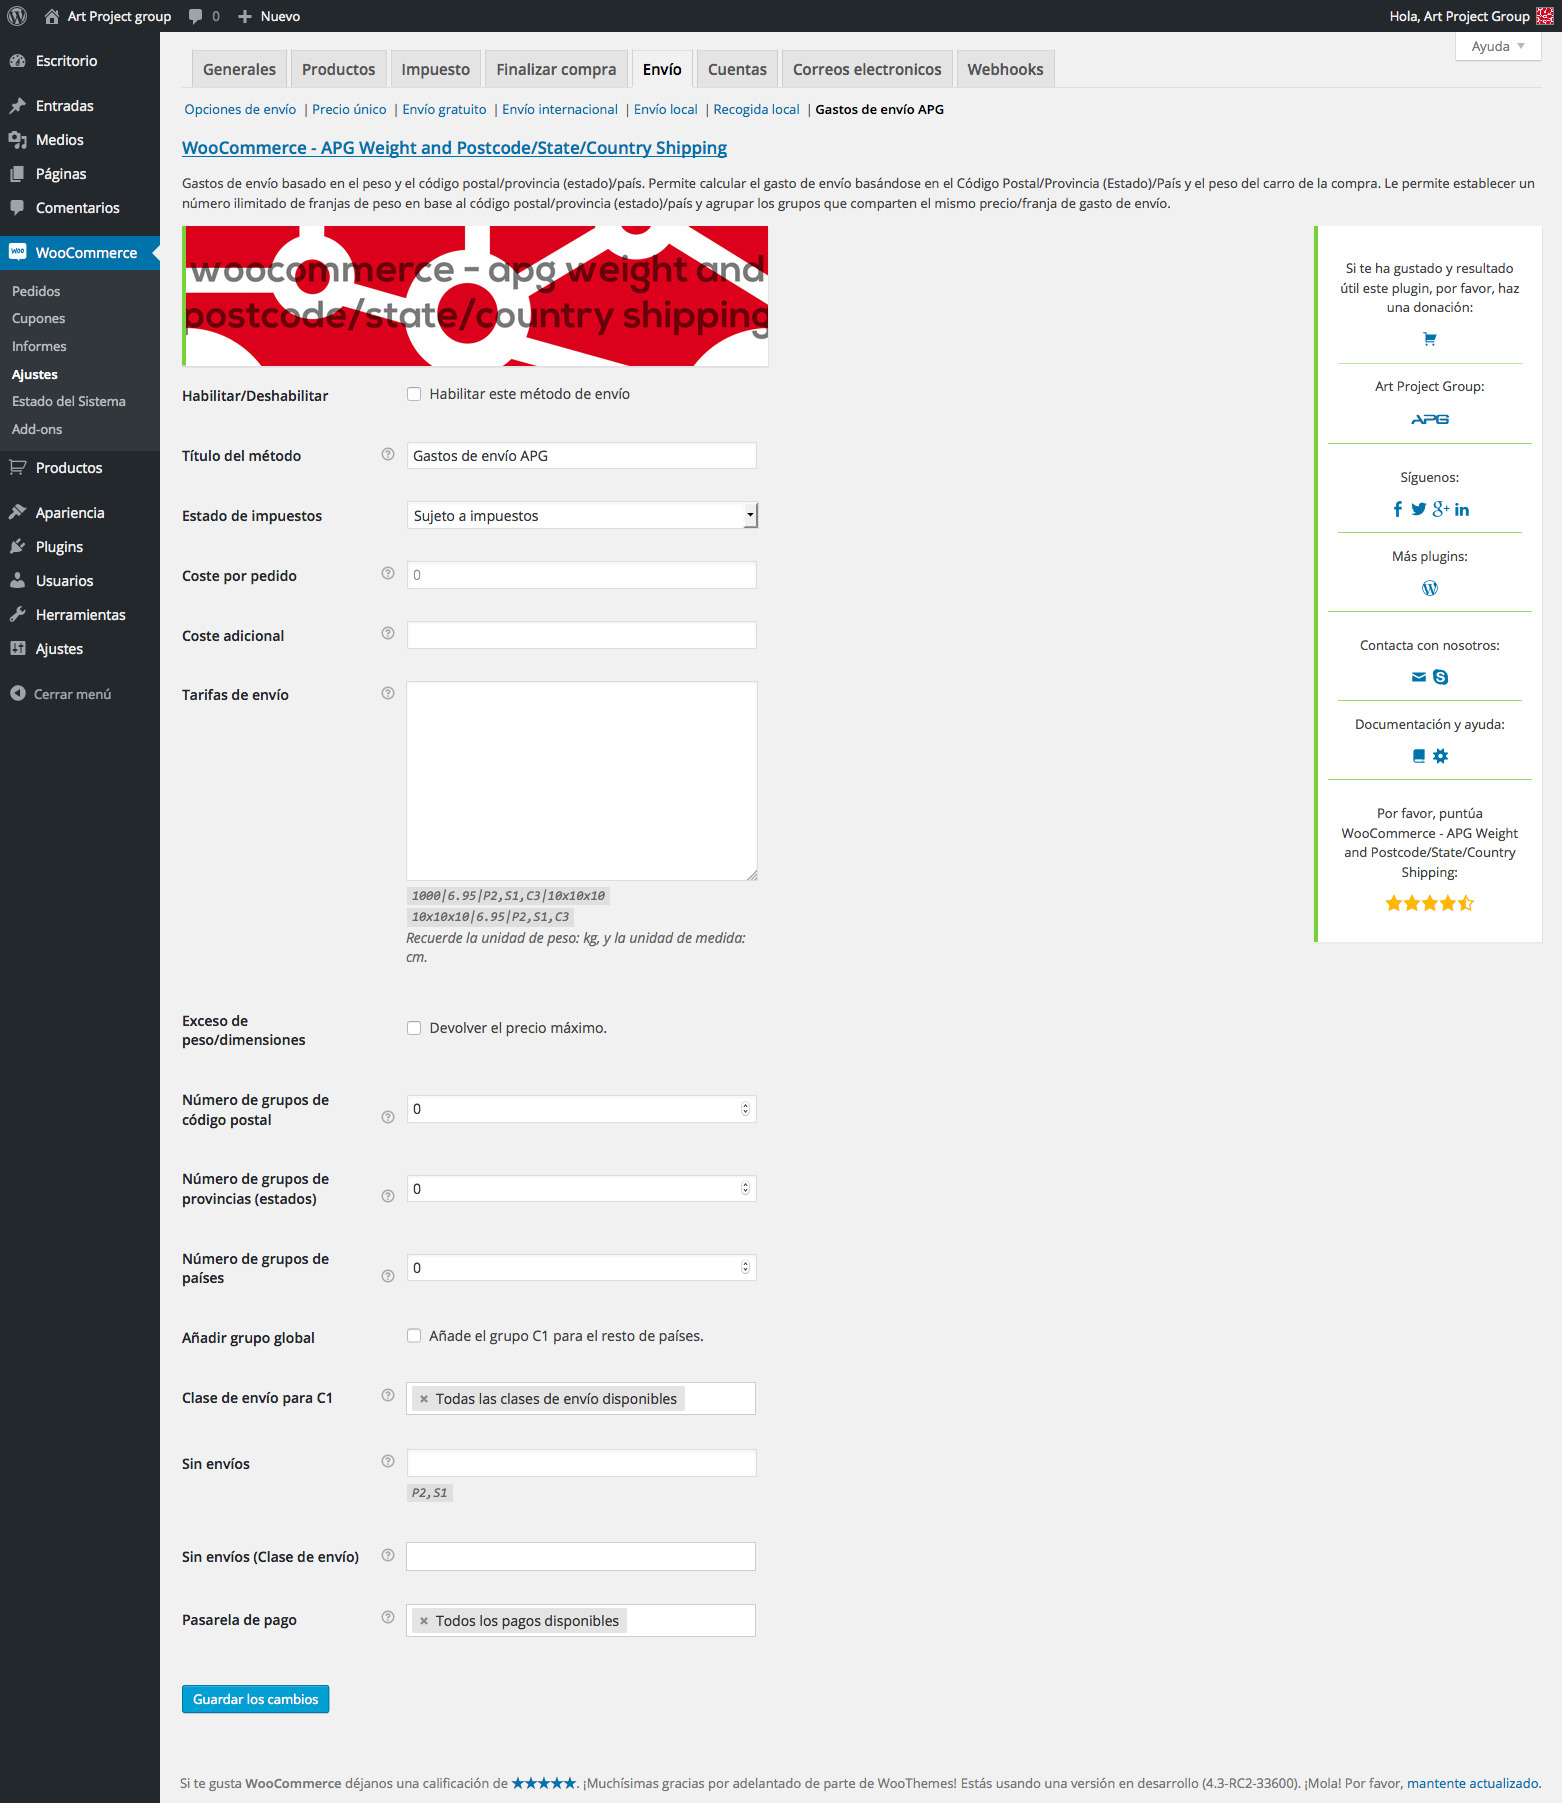 Art Project group
0
Nuevo
Hola, Art Project Group
Escritorio
Entradas
Medios
Páginas
Comentarios
WooCommerce
Pedidos
Cupones
Informes
Ajustes
Estado del Sistema
Add-ons
Productos
Apariencia
Plugins
Usuarios
Herramientas
Ajustes
Cerrar menú
Ayuda
Generales Productos Impuesto Finalizar compra Envío Cuentas Correos electronicos Webhooks
Opciones de envío | Precio único | Envío gratuito | Envío internacional | Envío local | Recogida local | Gastos de envío APG
WooCommerce - APG Weight and Postcode/State/Country Shipping
Gastos de envío basado en el peso y el código postal/provincia (estado)/país. Permite calcular el gasto de envío basándose en el Código Postal/Provincia (Estado)/País y el peso del carro de la compra. Le permite establecer un
número ilimitado de franjas de peso en base al código postal/provincia (estado)/país y agrupar los grupos que comparten el mismo precio/franja de gasto de envío.
woocommerce - apg weight and
postcode/state/country shipping
Habilitar/Deshabilitar
Habilitar este método de envío
Título del método
Gastos de envío APG
Estado de impuestos
Sujeto a impuestos
Coste por pedido
0
Coste adicional
Tarifas de envío
1000|6.95|P2,S1,C3|10x10x10
10x10x10|6.95|P2,S1,C3
Recuerde la unidad de peso: kg, y la unidad de medida:
cm.
Exceso de
peso/dimensiones
Devolver el precio máximo.
Número de grupos de
código postal
0
Número de grupos de
provincias (estados)
0
Número de grupos de
países
0
Añadir grupo global
Añade el grupo C1 para el resto de países.
Clase de envío para C1
× Todas las clases de envío disponibles
Sin envíos
P2,S1
Sin envíos (Clase de envío)
Pasarela de pago
× Todos los pagos disponibles
Guardar los cambios
Si te ha gustado y resultado
útil este plugin, por favor, haz
una donación:
Art Project Group:
APG
Síguenos:
Más plugins:
Contacta con nosotros:
Documentación y ayuda:
Por favor, puntúa
WooCommerce - APG Weight
and Postcode/State/Country
Shipping:
Si te gusta WooCommerce déjanos una calificación de ★★★★★. ¡Muchísimas gracias por adelantado de parte de WooThemes! Estás usando una versión en desarrollo (4.3-RC2-33600). ¡Mola! Por favor, mantente actualizado.